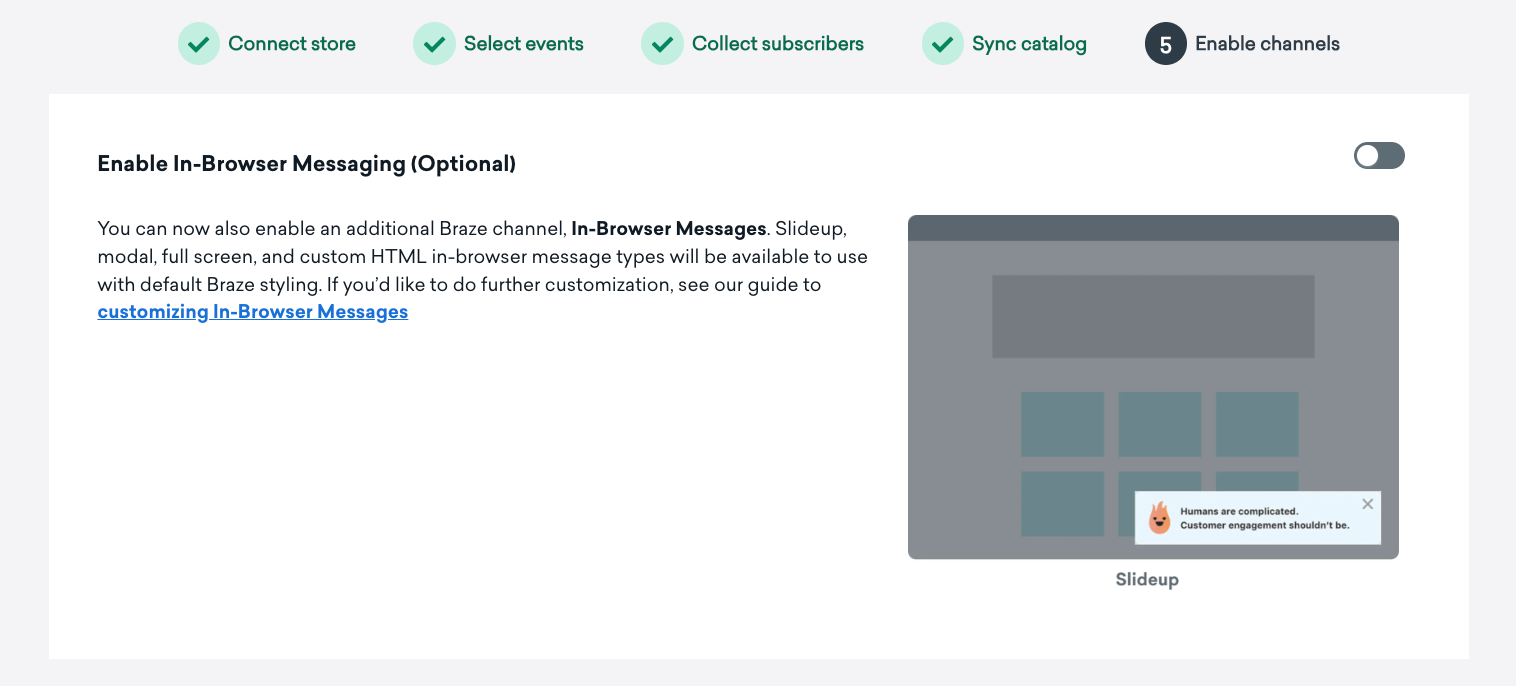 Connect store
Select events
Collect subscribers
Sync catalog
5 Enable channels
Enable In-Browser Messaging (Optional)
You can now also enable an additional Braze channel, In-Browser Messages. Slideup,
modal, full screen, and custom HTML in-browser message types will be available to use
with default Braze styling. If you’d like to do further customization, see our guide to
customizing In-Browser Messages
Humans are complicated.
Customer engagement shouldn’t be.
Slideup